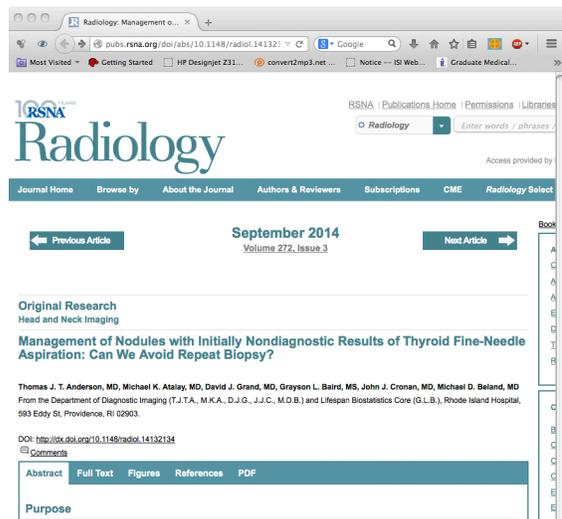 Radiology: Management o... ×
pubs.rsna.org/doi/abs/10.1148/radiol.14132
Google
Most Visited
Getting Started
HP Designjet Z31...
convert2mp3.net ...
Notice -- ISI Web...
Graduate Medical...
100 YEARS
RSNA
RSNA | Publications Home | Permissions | Libraries
Radiology
Radiology
Enter words / phrases /
Access provided by
Journal Home
Browse by
About the Journal
Authors & Reviewers
Subscriptions
CME
Radiology Select
Previous Article
September 2014
Volume 272, Issue 3
Next Article
Book
Original Research
Head and Neck Imaging
Management of Nodules with Initially Nondiagnostic Results of Thyroid Fine-Needle
Aspiration: Can We Avoid Repeat Biopsy?
Thomas J. T. Anderson, MD, Michael K. Atalay, MD, David J. Grand, MD, Grayson L. Baird, MS, John J. Cronan, MD, Michael D. Beland, MD
From the Department of Diagnostic Imaging (T.J.T.A., M.K.A., D.J.G., J.J.C., M.D.B.) and Lifespan Biostatistics Core (G.L.B.), Rhode Island Hospital,
593 Eddy St, Providence, RI 02903.
DOI: http://dx.doi.org/10.1148/radiol.14132134
Comments
Abstract
Full Text
Figures
References
PDF
Purpose